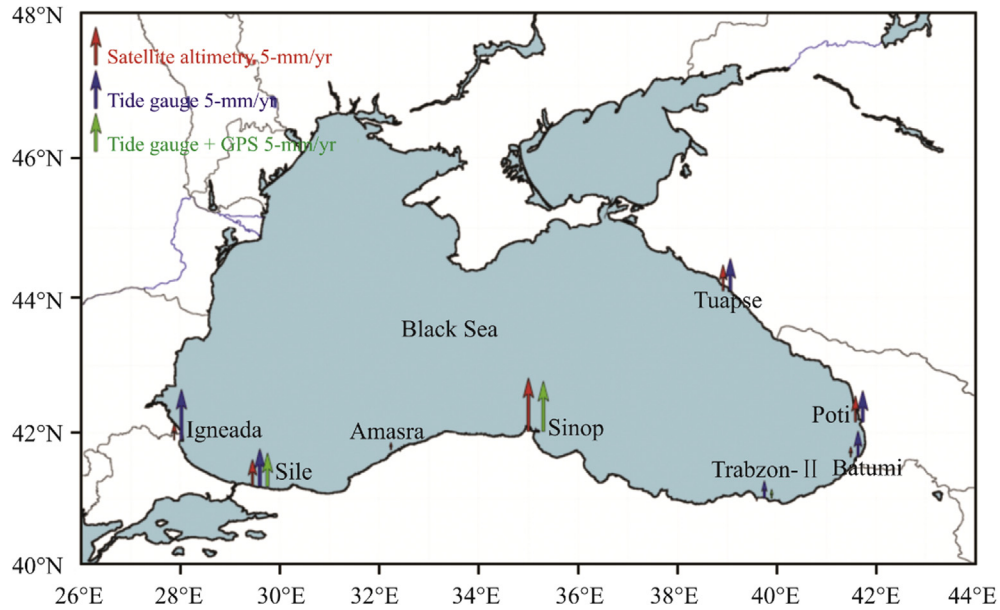 48°N
Satellite altimetry 5-mm/yr
Tide gauge 5-mm/yr
Tide gauge + GPS 5-mm/yr
46°N
44°N
Tuapse
Black Sea
42°N
Igneada
Amasra
Sinop
Poti
Sile
Trabzon-Ⅱ
Batumi
40°N
26°E 28°E 30°E 32°E 34°E 36°E 38°E 40°E 42°E 44°E